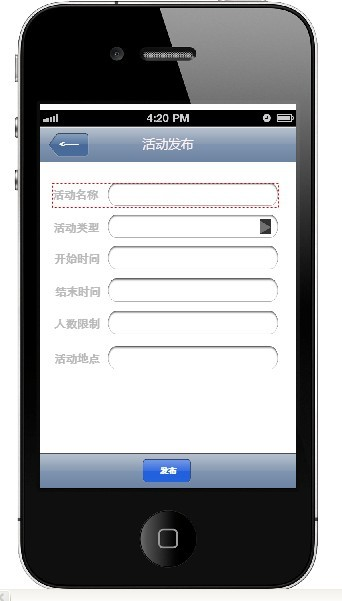 4:20 PM
活动发布
活动名称
活动类型
开始时间
结束时间
人数限制
活动地点
发布